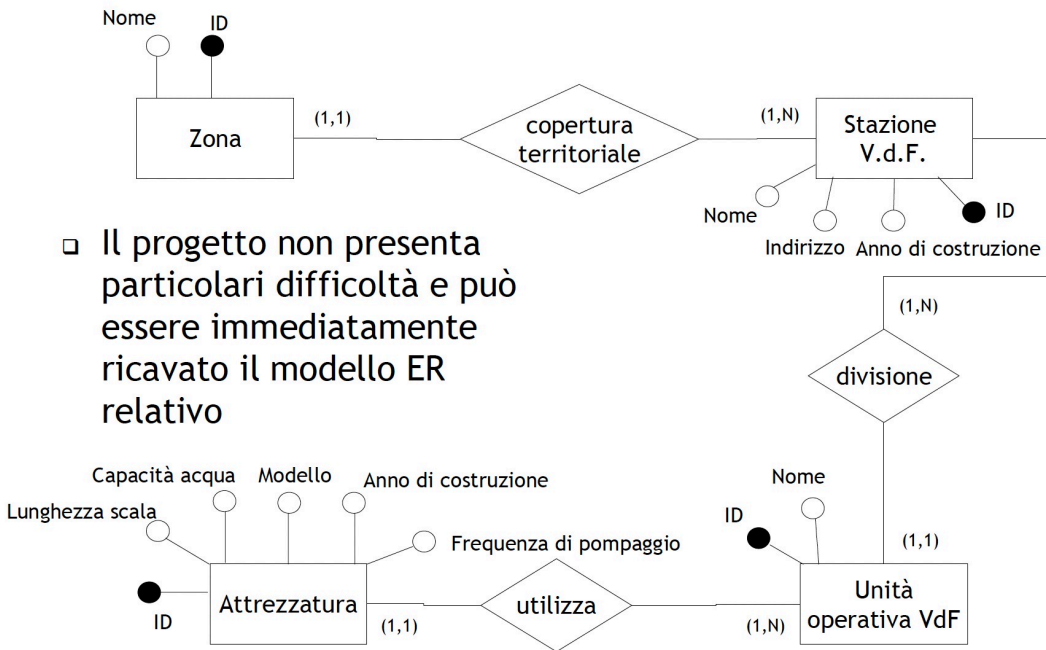 Nome
ID
Zona
(1,1)
copertura
territoriale
(1,N)
Stazione
V.d.F.
Nome
Indirizzo
Anno di costruzione
ID
❑ Il progetto non presenta
particolari difficoltà e può
essere immediatamente
ricavato il modello ER
relativo
(1,N)
divisione
(1,1)
Lunghezza scala
Capacità acqua
Modello
Anno di costruzione
Frequenza di pompaggio
ID
Attrezzatura
(1,1)
utilizza
(1,N)
ID
Nome
Unità
operativa VdF